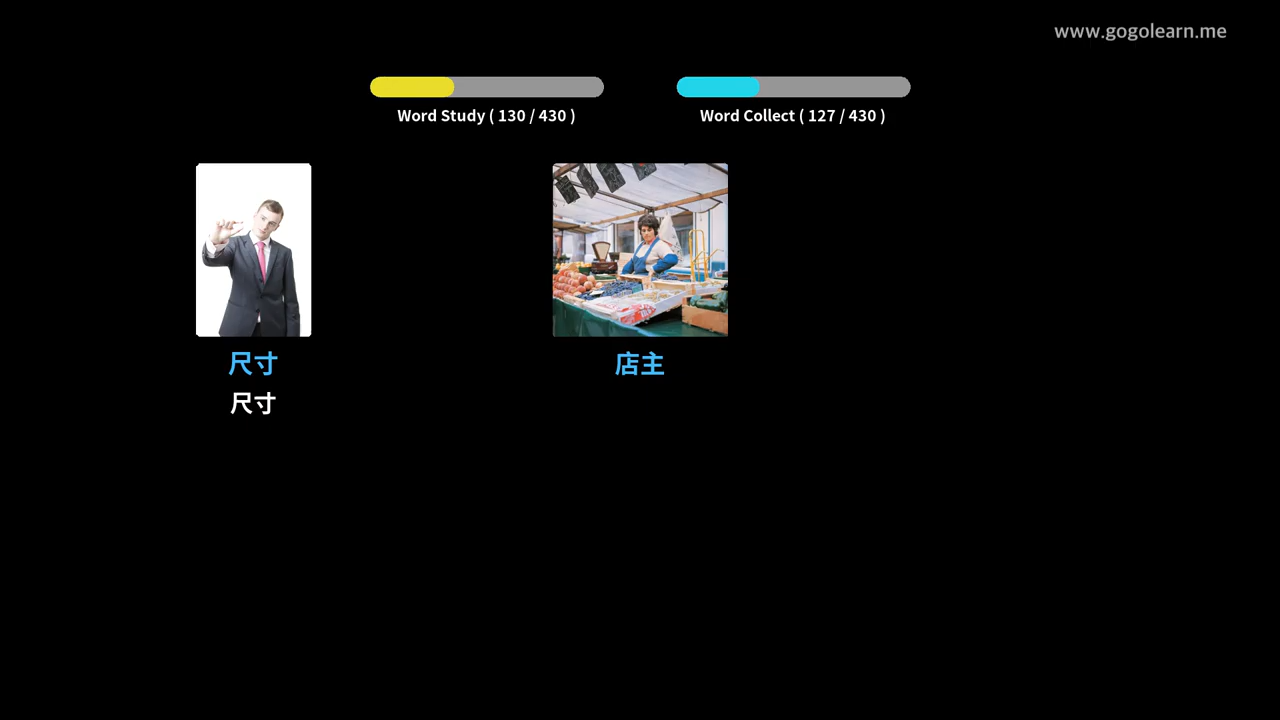 www.gogolearn.me
Word Study ( 130 / 430 )
Word Collect ( 127 / 430 )
尺寸
店主
尺寸